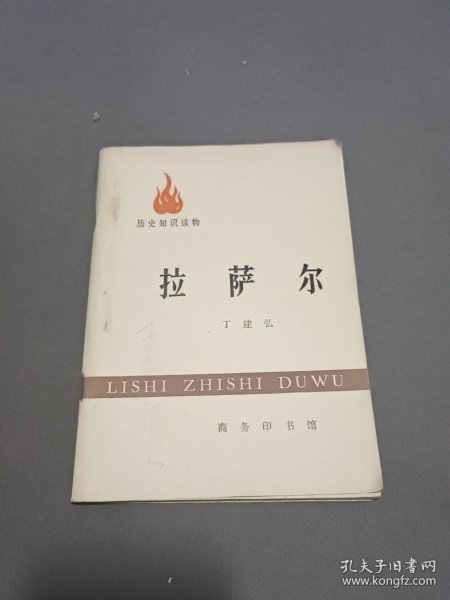 历史知识读物
拉萨尔
丁建弘
LISHI ZHISHI DUWU
商务印书馆
孔夫子旧书网
www.kongfz.com